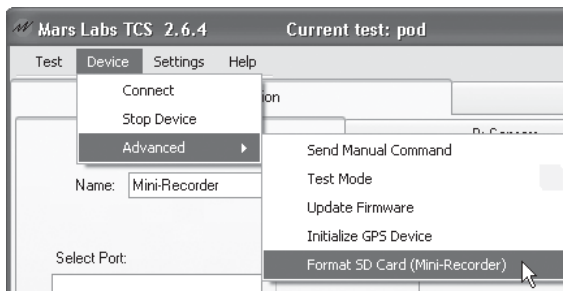 Mars Labs TCS 2.6.4 Current test: pod
Test Device Settings Help
Connect
Stop Device
Advanced
Send Manual Command
Test Mode
Update Firmware
Initialize GPS Device
Format SD Card (Mini-Recorder)
Name: Mini-Recorder
Select Port: